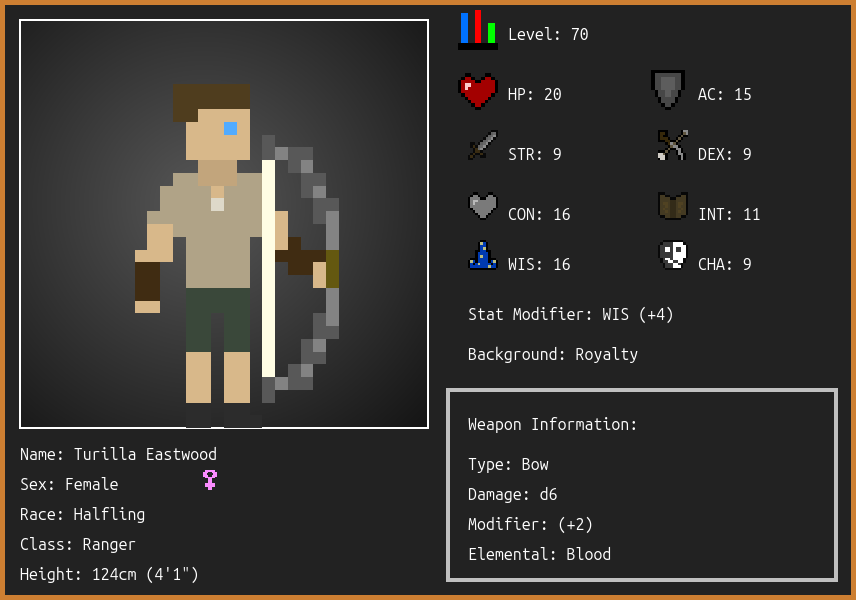 Level: 70
HP: 20
AC: 15
STR: 9
DEX: 9
CON: 16
INT: 11
WIS: 16
CHA: 9
Stat Modifier: WIS (+4)
Background: Royalty
Weapon Information:
Type: Bow
Damage: d6
Modifier: (+2)
Elemental: Blood
Name: Turilla Eastwood
Sex: Female
Race: Halfling
Class: Ranger
Height: 124cm (4'1")